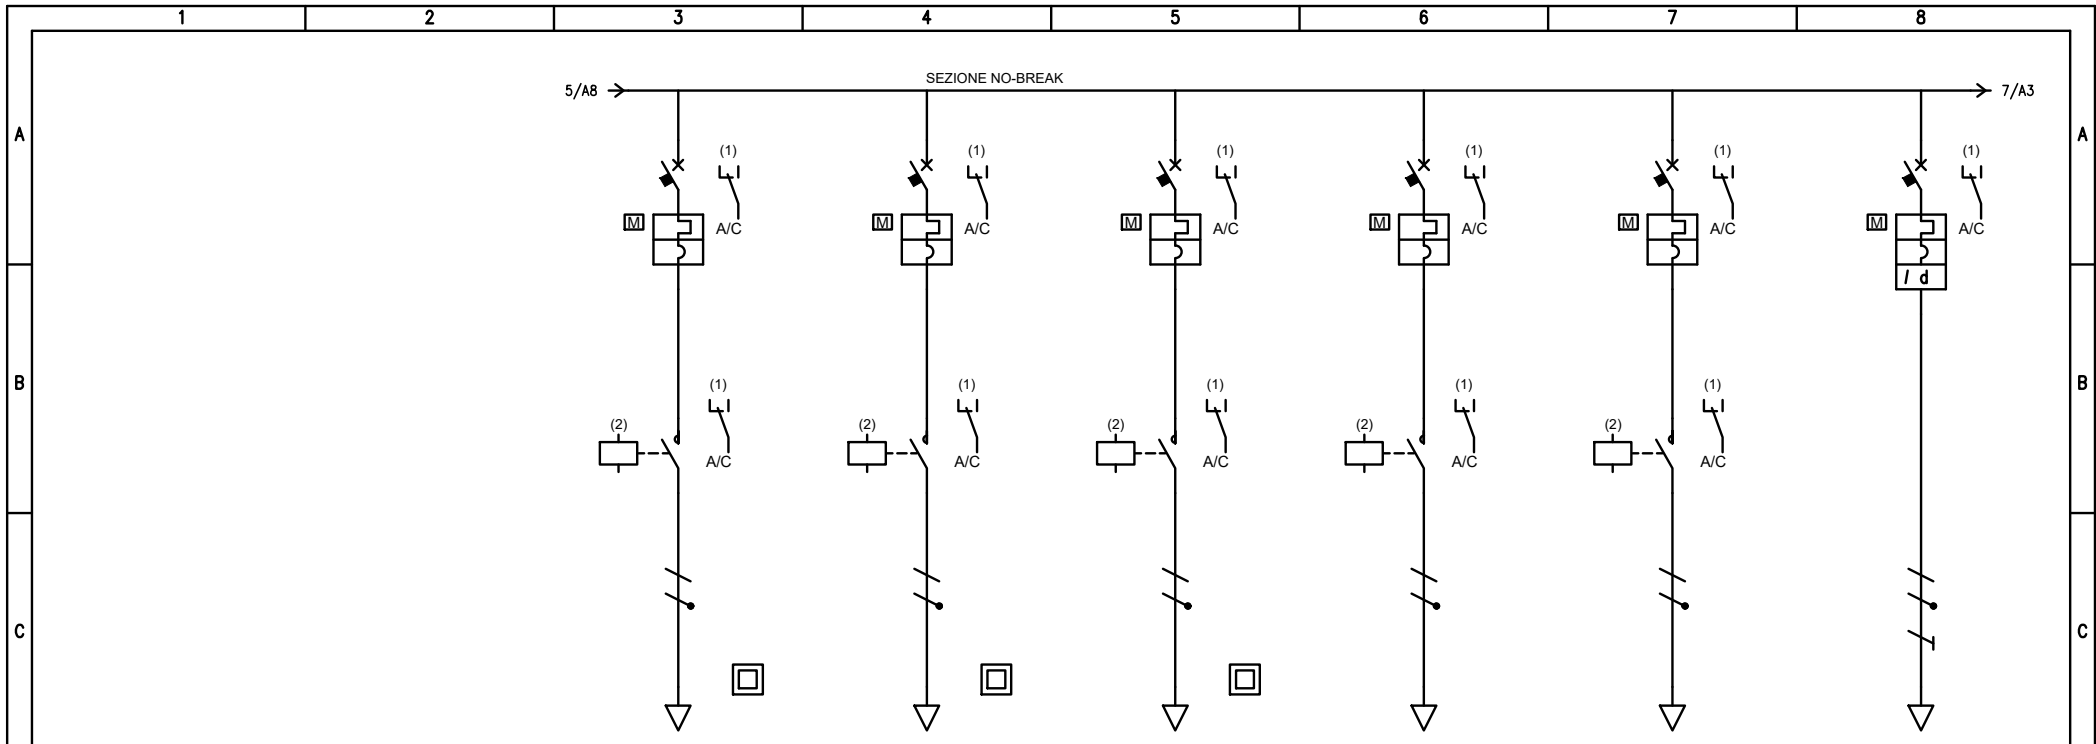 1 2 3 4 5 6 7 8
SEZIONE NO-BREAK
5/A8 7/A3
A A
(1) (1) (1) (1) (1) (1)
M A/C M A/C M A/C M A/C M A/C M A/C
I d
B B
(1) (1) (1) (1) (1)
(2) (2) (2) (2) (2)
A/C A/C A/C A/C A/C
C C